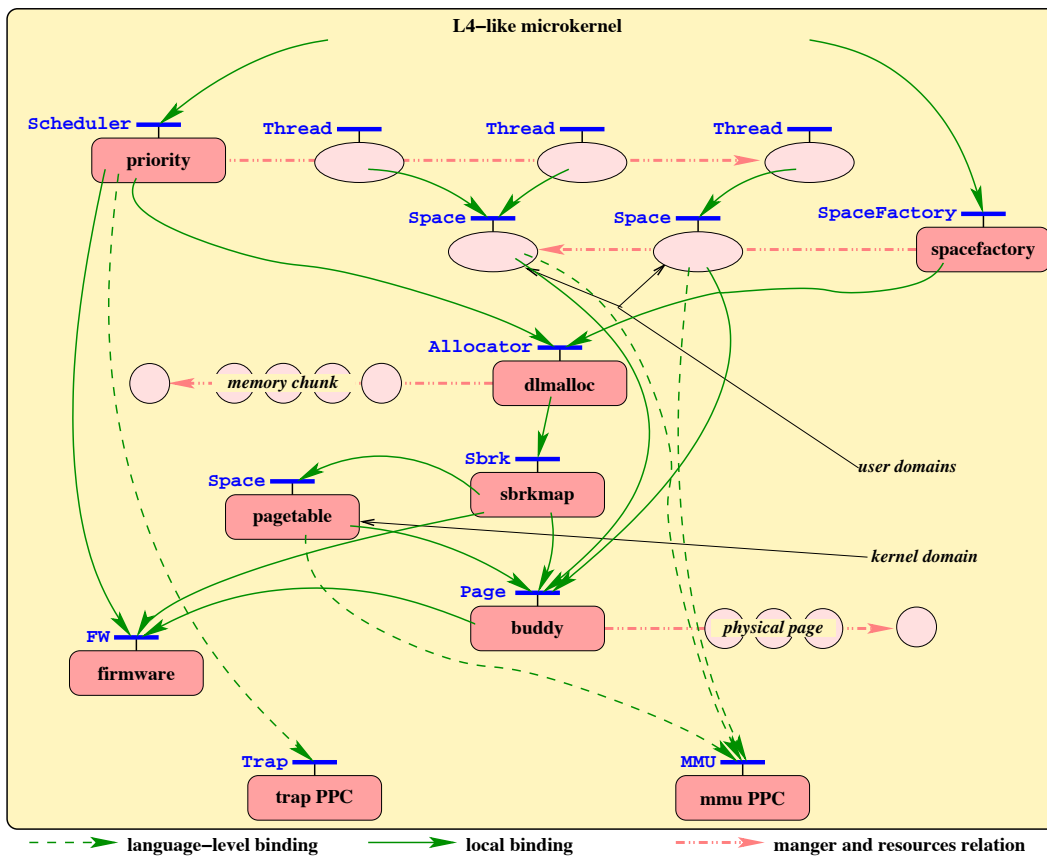 L4−like microkernel
Scheduler
Thread
Thread
Thread
priority
Space
Space
SpaceFactory
spacefactory
Allocator
memory chunk
dlmalloc
Sbrk
user domains
Space
sbrkmap
pagetable
kernel domain
Page
buddy
physical page
FW
firmware
Trap
MMU
trap PPC
mmu PPC
language−level binding
local binding
manger and resources relation